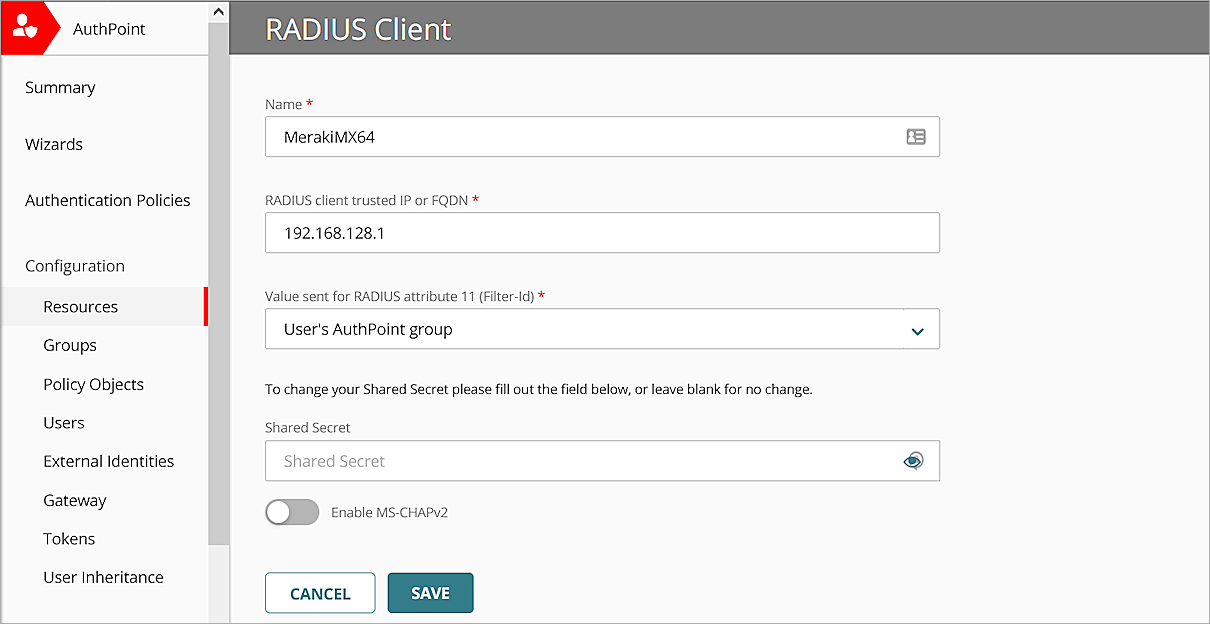 AuthPoint
Summary
Wizards
Authentication Policies
Configuration
Resources
Groups
Policy Objects
Users
External Identities
Gateway
Tokens
User Inheritance
RADIUS Client
Name *
MerakiMX64
RADIUS client trusted IP or FQDN *
192.168.128.1
Value sent for RADIUS attribute 11 (Filter-Id) *
User's AuthPoint group
To change your Shared Secret please fill out the field below, or leave blank for no change.
Shared Secret
Shared Secret
Enable MS-CHAPv2
CANCEL
SAVE